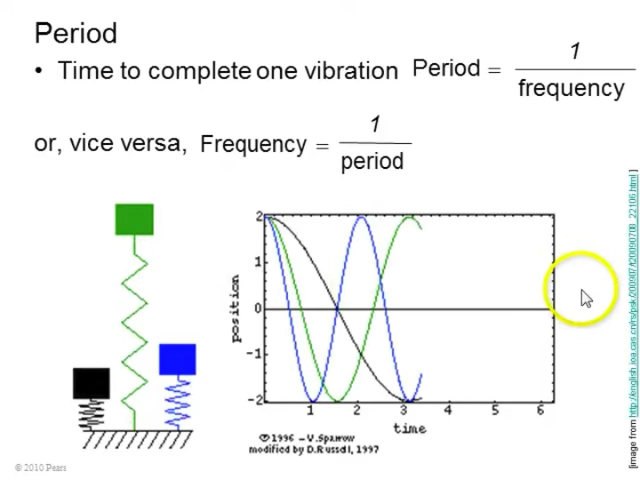 Period
• Time to complete one vibration Period = 1 / frequency
or, vice versa, Frequency = 1 / period
2
1
0
-1
-2
position
1 2 3 4 5 6
time
©1996 - V.Sparrow
modified by D.Russell, 1997
© 2010 Pears
[image from